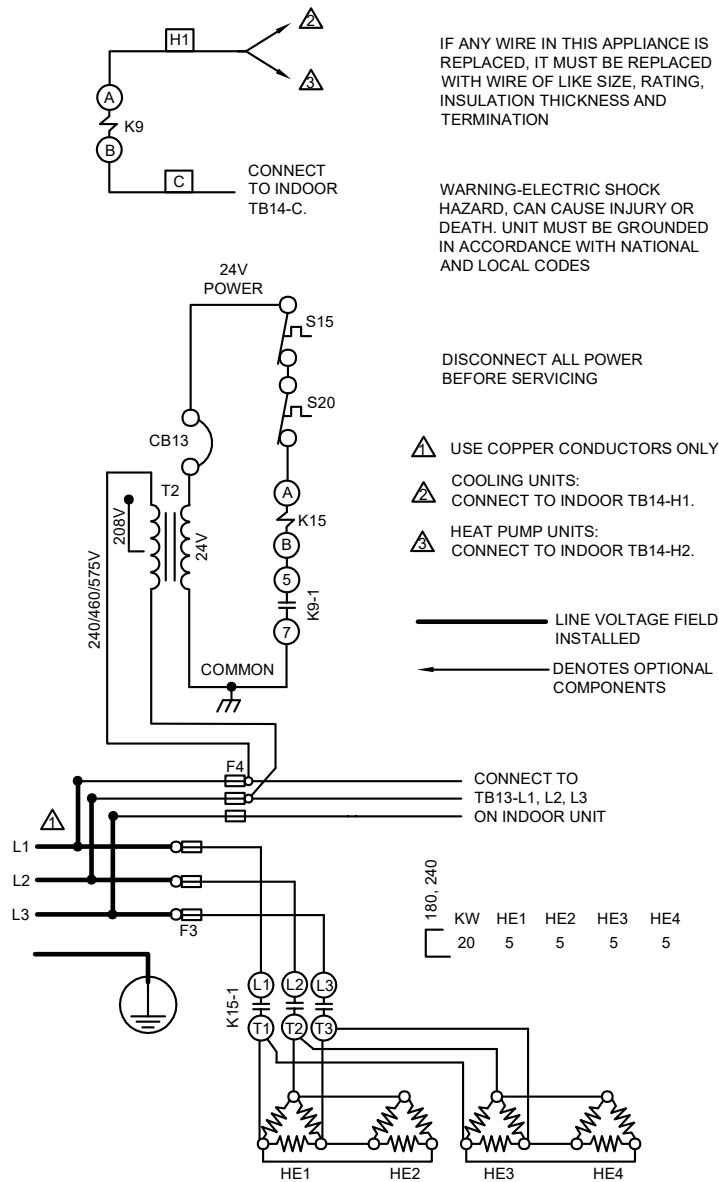 2
H1
3
A
K9
B
C
CONNECT
TO INDOOR
TB14-C.
IF ANY WIRE IN THIS APPLIANCE IS
REPLACED, IT MUST BE REPLACED
WITH WIRE OF LIKE SIZE, RATING,
INSULATION THICKNESS AND
TERMINATION
WARNING-ELECTRIC SHOCK
HAZARD, CAN CAUSE INJURY OR
DEATH. UNIT MUST BE GROUNDED
IN ACCORDANCE WITH NATIONAL
AND LOCAL CODES
DISCONNECT ALL POWER
BEFORE SERVICING
1 USE COPPER CONDUCTORS ONLY
2 COOLING UNITS:
CONNECT TO INDOOR TB14-H1.
3 HEAT PUMP UNITS:
CONNECT TO INDOOR TB14-H2.
LINE VOLTAGE FIELD
INSTALLED
DENOTES OPTIONAL
COMPONENTS
24V
POWER
S15
S20
CB13
T2
208V
24V
240/460/575V
A
K15
B
5
K9-1
7
COMMON
F4
CONNECT TO
TB13-L1, L2, L3
ON INDOOR UNIT
1
L1
L2
L3
F3
180, 240
KW HE1 HE2 HE3 HE4
20 5 5 5 5
K15-1
L1 L2 L3
T1 T2 T3
HE1 HE2 HE3 HE4